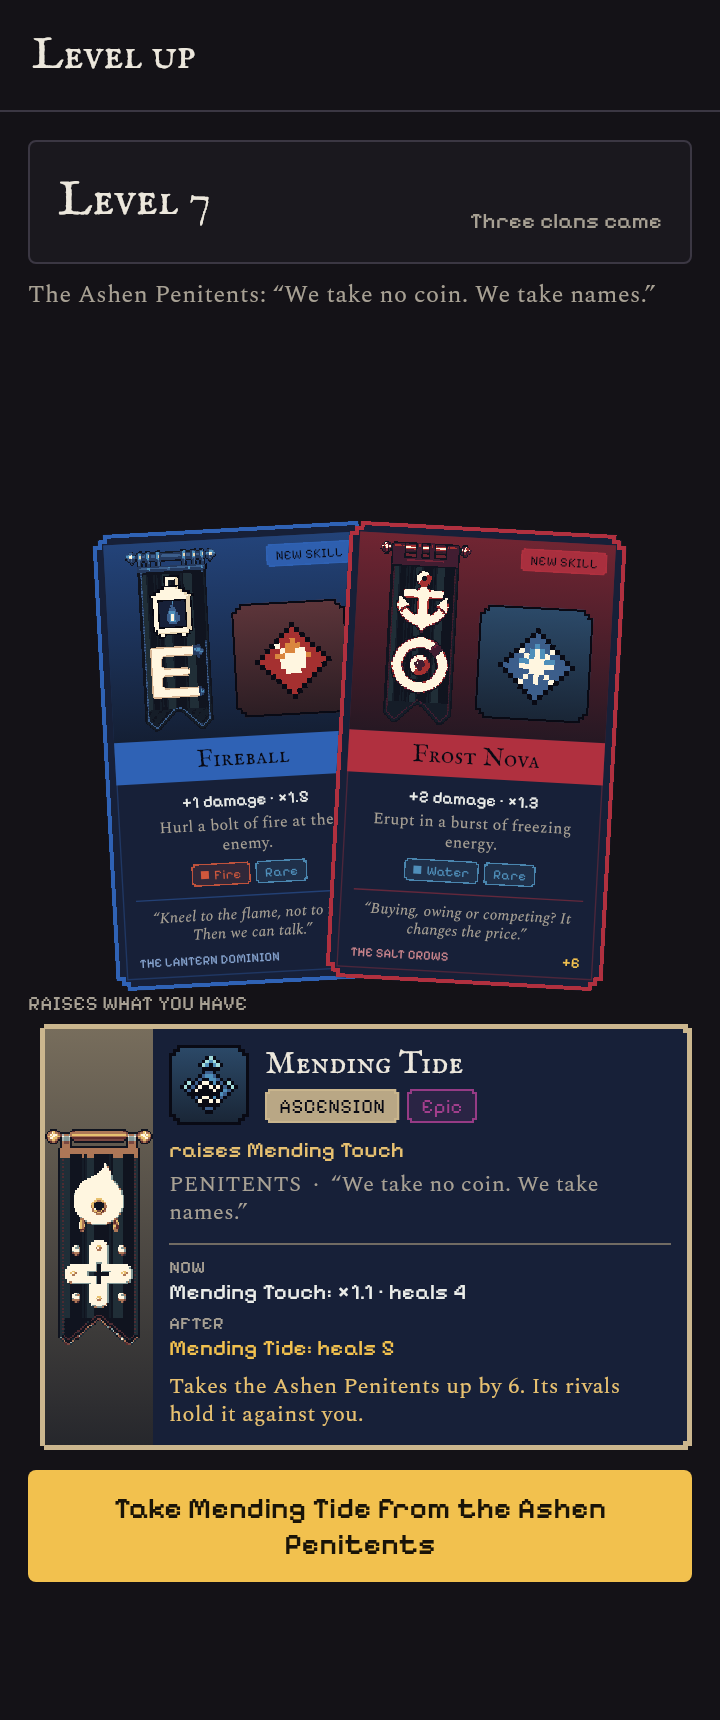 Level up
Level 7
Three clans came
The Ashen Penitents: “We take no coin. We take names.”
NEW SKILL
E
Fireball
+1 damage · ×1.8
Hurl a bolt of fire at the
enemy.
Fire
Rare
“Kneel to the flame, not to
Then we can talk.”
THE LANTERN DOMINION
NEW SKILL
Frost Nova
+2 damage · ×1.3
Erupt in a burst of freezing
energy.
Water
Rare
“Buying, owing or competing? It
changes the price.”
THE SALT CROWS
+6
RAISES WHAT YOU HAVE
Mending Tide
ASCENSION
Epic
raises Mending Touch
PENITENTS · “We take no coin. We take
names.”
NOW
Mending Touch: ×1.1 · heals 4
AFTER
Mending Tide: heals 8
Takes the Ashen Penitents up by 6. Its rivals
hold it against you.
Take Mending Tide from the Ashen
Penitents